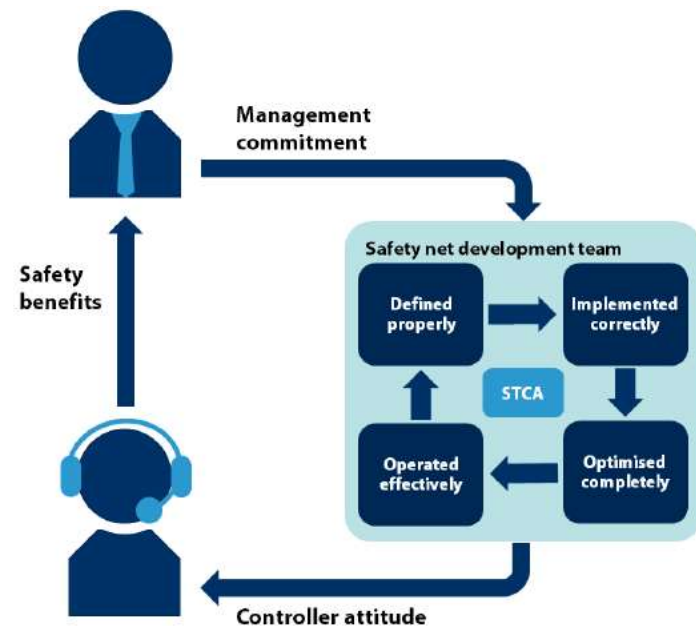 Management
commitment
Safety net development team
Safety
benefits
Defined
properly
Implemented
correctly
STCA
Operated
effectively
Optimised
completely
Controller attitude